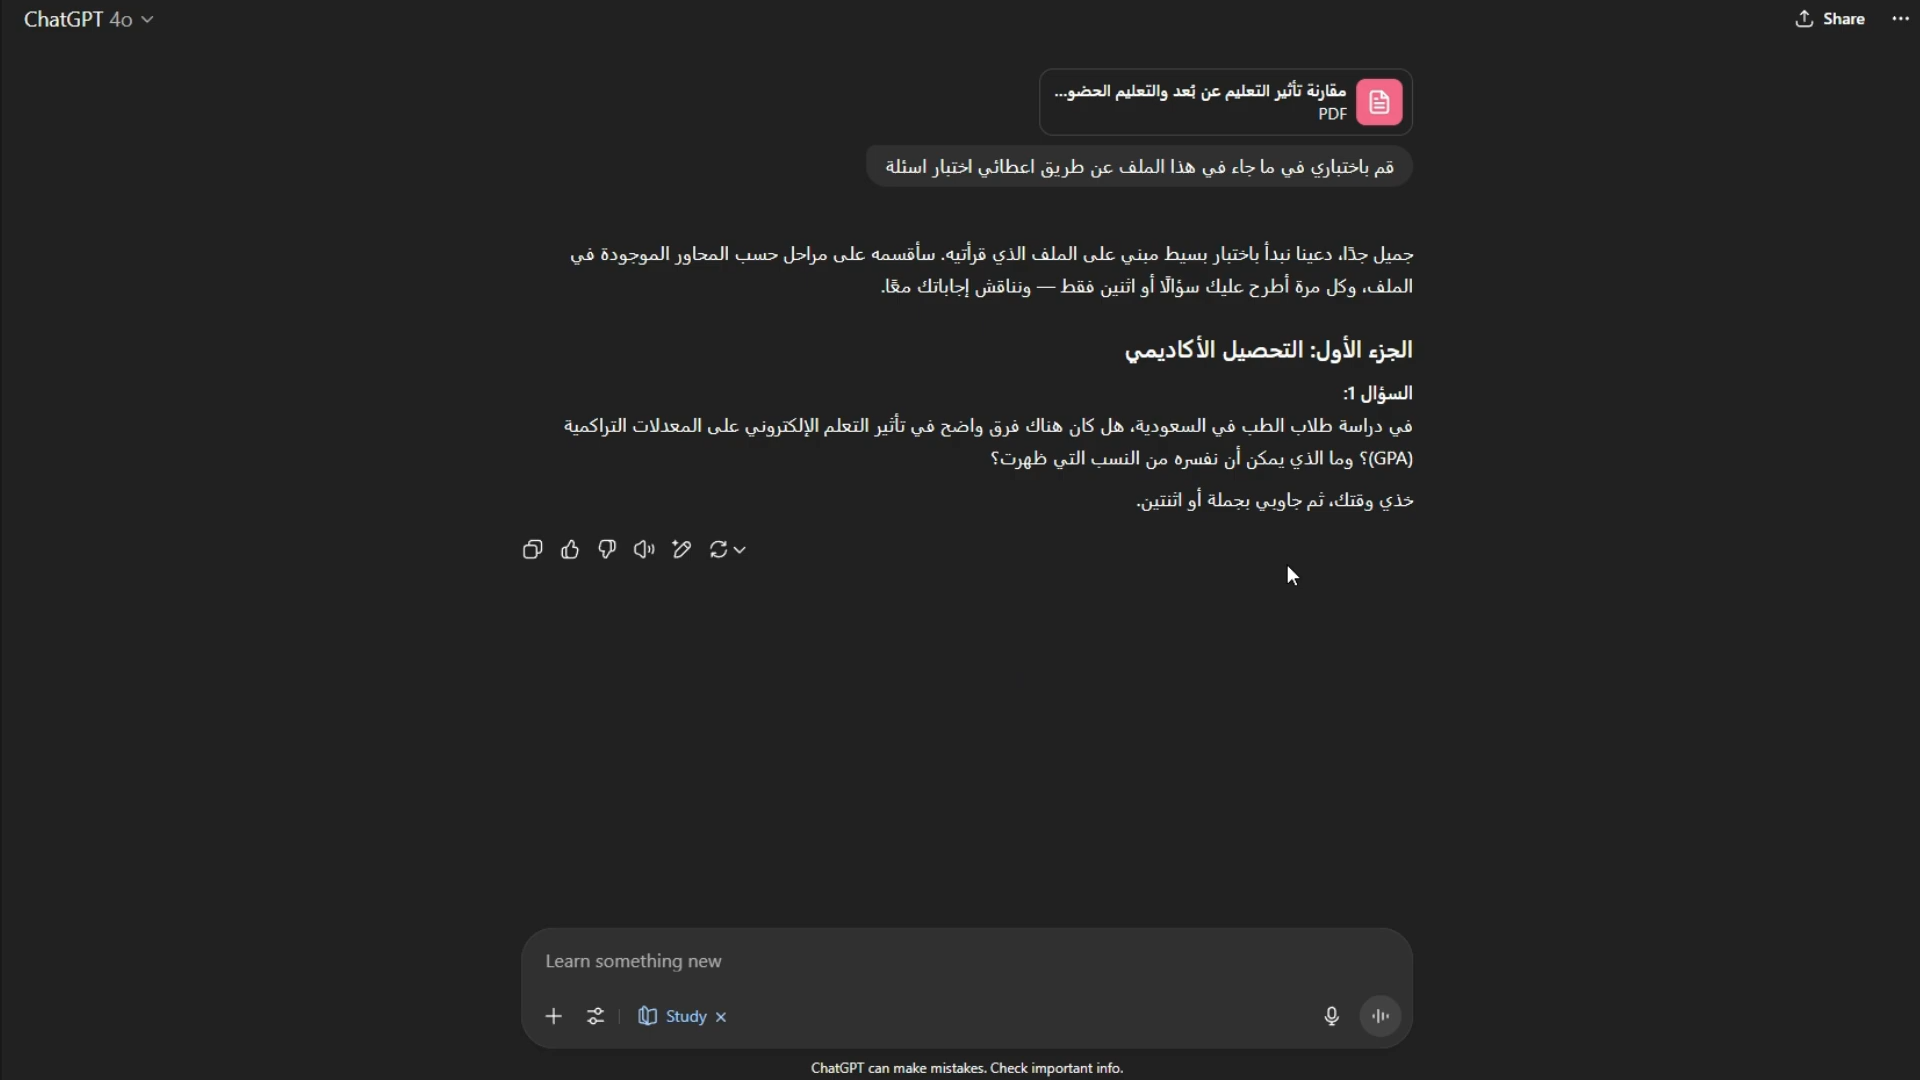 ChatGPT 4o
Share
مقارنة تأثير التعليم عن بُعد والتعليم الحضو...
PDF
قم باختباري في ما جاء في هذا الملف عن طريق اعطائي اختبار اسئلة
جميل جدًا، دعينا نبدأ باختبار بسيط مبني على الملف الذي قرأتيه. سأقسمه على مراحل حسب المحاور الموجودة في
الملف، وكل مرة أطرح عليك سؤالًا أو اثنين فقط — ونناقش إجاباتك معًا.
الجزء الأول: التحصيل الأكاديمي
السؤال 1:
في دراسة طلاب الطب في السعودية، هل كان هناك فرق واضح في تأثير التعلم الإلكتروني على المعدلات التراكمية
(GPA)؟ وما الذي يمكن أن نفسره من النسب التي ظهرت؟
خذي وقتك، ثم جاوبي بجملة أو اثنتين.
Learn something new
Study
ChatGPT can make mistakes. Check important info.